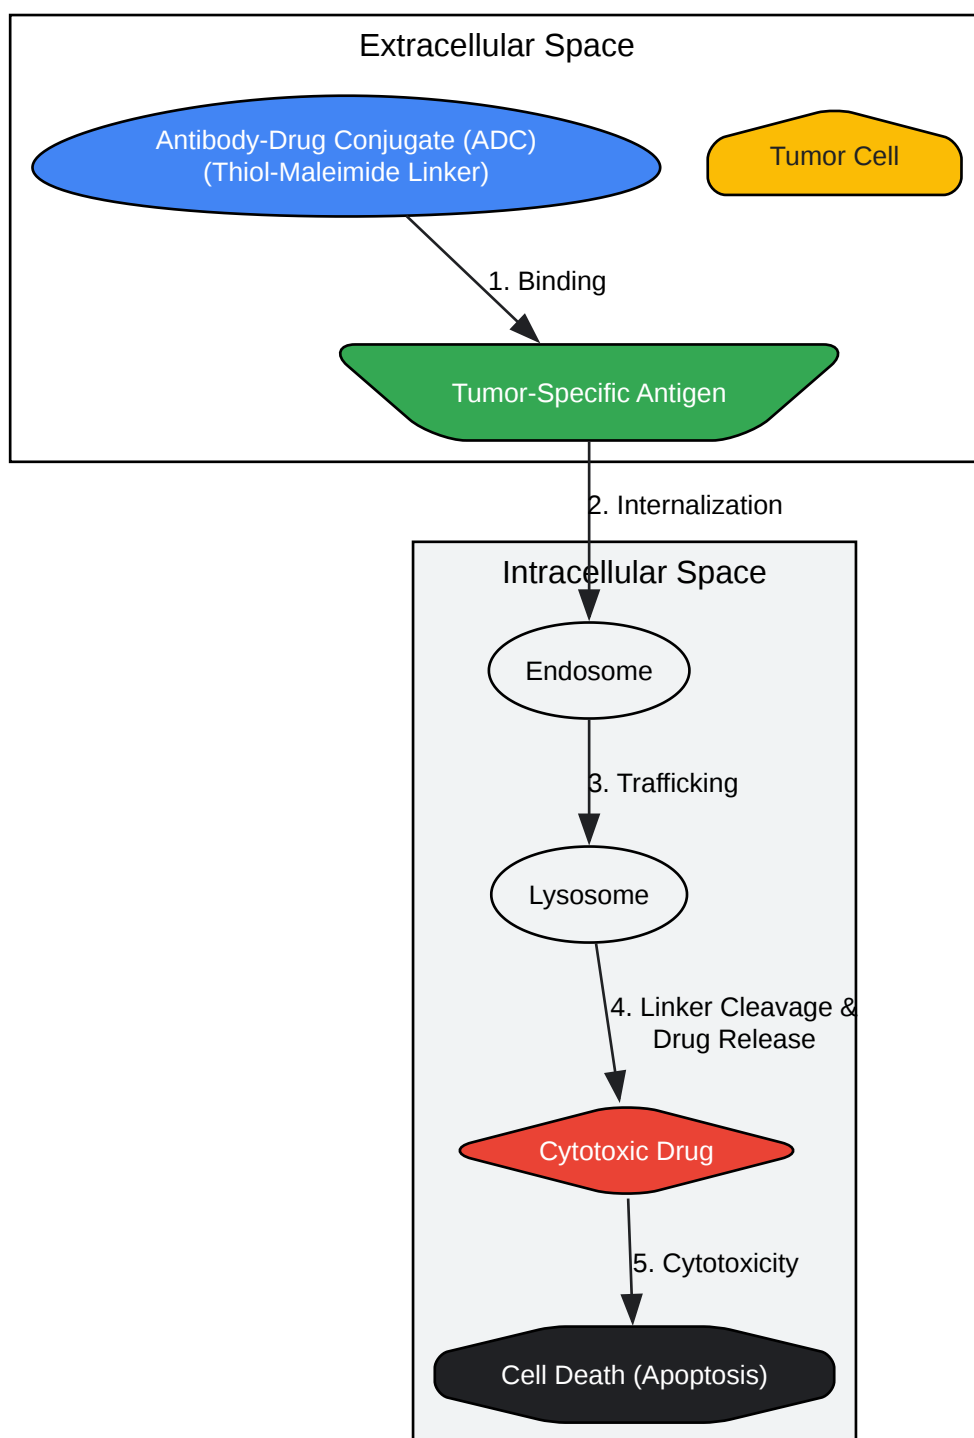 Extracellular Space
Antibody-Drug Conjugate (ADC)
(Thiol-Maleimide Linker)
Tumor Cell
1. Binding
Tumor-Specific Antigen
2. Internalization
Intracellular Space
Endosome
3. Trafficking
Lysosome
4. Linker Cleavage &
Drug Release
Cytotoxic Drug
5. Cytotoxicity
Cell Death (Apoptosis)